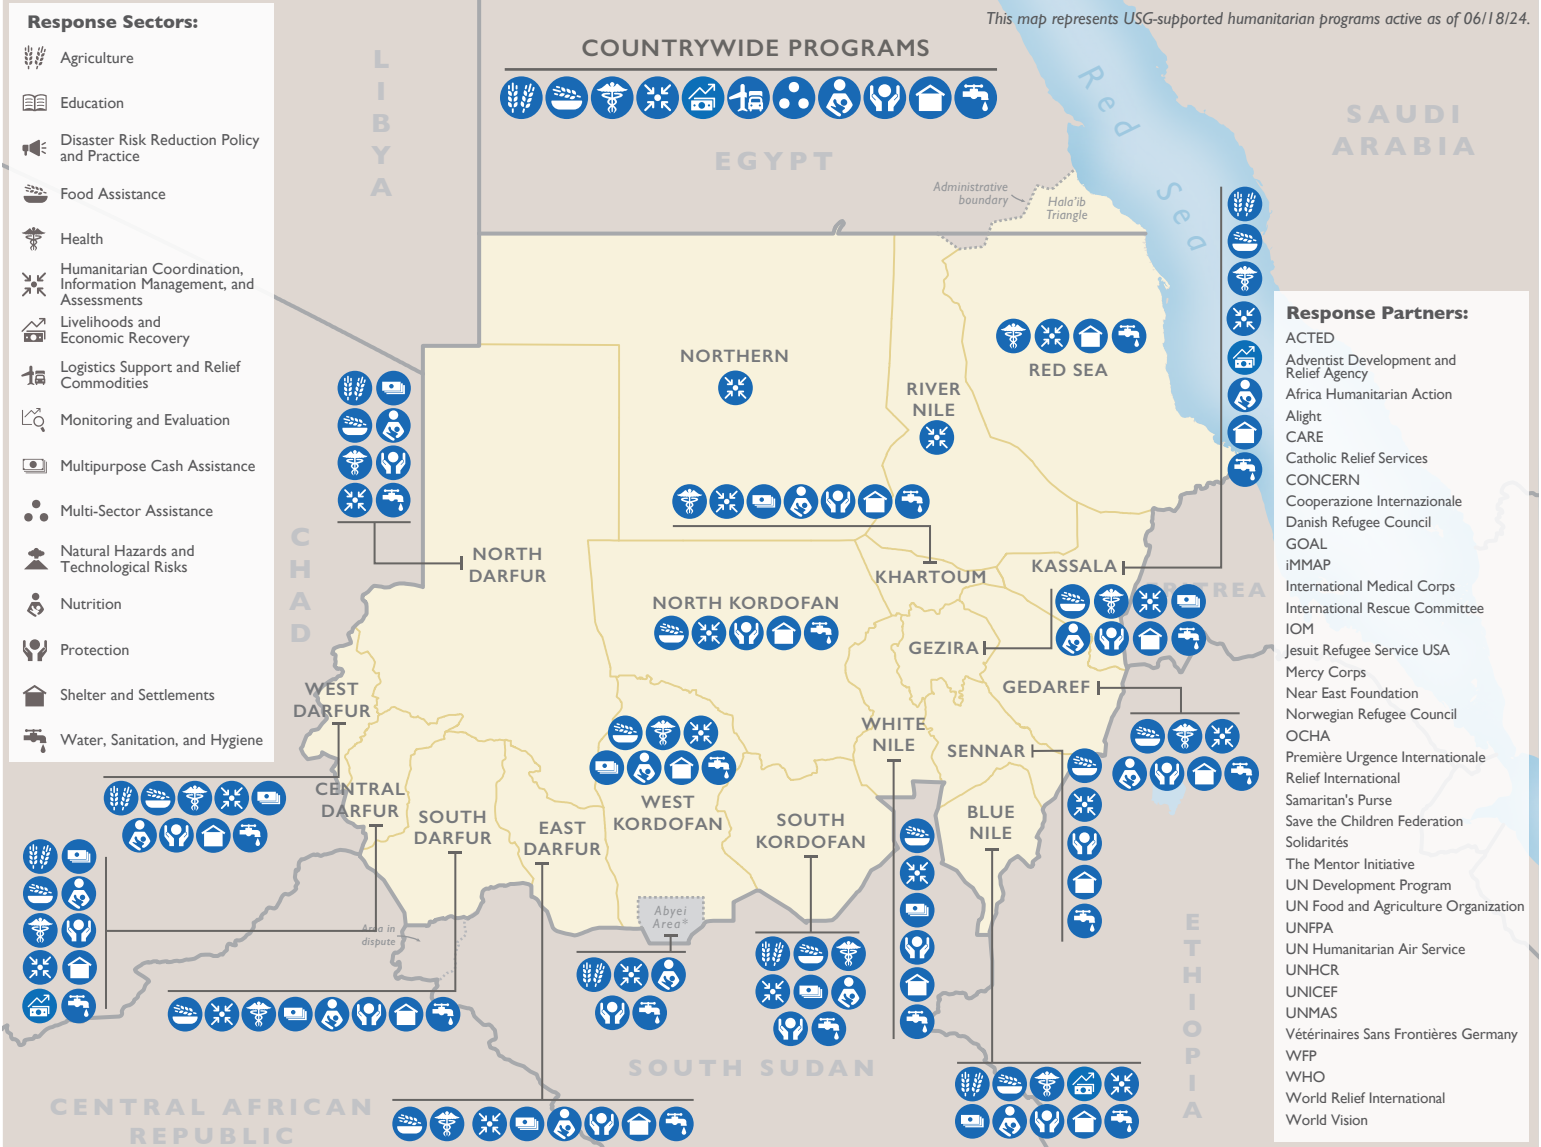 Response Sectors:
Agriculture
Education
Disaster Risk Reduction Policy
and Practice
Food Assistance
Health
Humanitarian Coordination,
Information Management, and
Assessments
Livelihoods and
Economic Recovery
Logistics Support and Relief
Commodities
Monitoring and Evaluation
Multipurpose Cash Assistance
Multi-Sector Assistance
Natural Hazards and
Technological Risks
Nutrition
Protection
Shelter and Settlements
Water, Sanitation, and Hygiene
This map represents USG-supported humanitarian programs active as of 06/18/24.
COUNTRYWIDE PROGRAMS
LIBYA
EGYPT
Red Sea
SAUDI
ARABIA
Administrative
boundary
Hala'ib
Triangle
NORTHERN
RIVER
NILE
RED SEA
CHAD
NORTH
DARFUR
KHARTOUM
KASSALA
ERITREA
NORTH KORDOFAN
GEZIRA
GEDAREF
WEST
DARFUR
WHITE
NILE
SENNAR
CENTRAL
DARFUR
SOUTH
DARFUR
EAST
DARFUR
WEST
KORDOFAN
SOUTH
KORDOFAN
BLUE
NILE
Abyei
Area*
Area in
dispute
ETHIOPIA
SOUTH SUDAN
CENTRAL AFRICAN
REPUBLIC
Response Partners:
ACTED
Adventist Development and
Relief Agency
Africa Humanitarian Action
Alight
CARE
Catholic Relief Services
CONCERN
Cooperazione Internazionale
Danish Refugee Council
GOAL
iMMAP
International Medical Corps
International Rescue Committee
IOM
Jesuit Refugee Service USA
Mercy Corps
Near East Foundation
Norwegian Refugee Council
OCHA
Première Urgence Internationale
Relief International
Samaritan's Purse
Save the Children Federation
Solidarités
The Mentor Initiative
UN Development Program
UN Food and Agriculture Organization
UNFPA
UN Humanitarian Air Service
UNHCR
UNICEF
UNMAS
Vétérinaires Sans Frontières Germany
WFP
WHO
World Relief International
World Vision